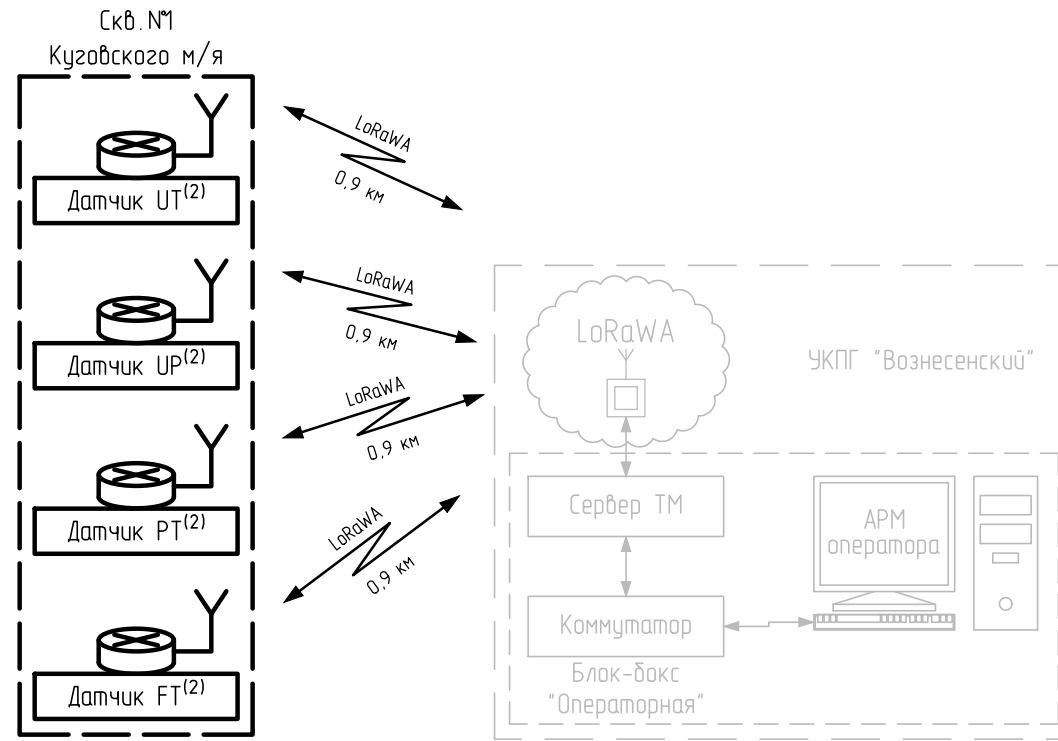 Скв. №1
Куговского м/я
Датчик UT(2)
LoRaWA
0,9 км
Датчик UP(2)
LoRaWA
0,9 км
Датчик PT(2)
LoRaWA
0,9 км
Датчик FT(2)
LoRaWA
0,9 км
LoRaWA
УКПГ "Вознесенский"
Сервер ТМ
АРМ
оператора
Коммутатор
Блок-бокс
"Операторная"